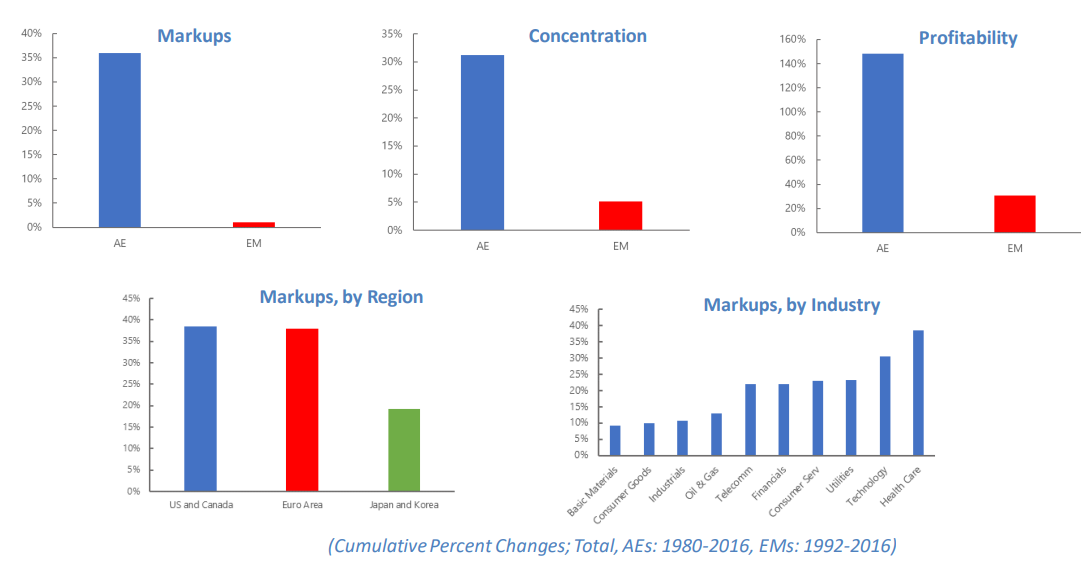 Markups
40%
35%
30%
25%
20%
15%
10%
5%
0%
AE EM
Concentration
35%
30%
25%
20%
15%
10%
5%
0%
AE EM
Profitability
160%
140%
120%
100%
80%
60%
40%
20%
0%
AE EM
Markups, by Region
45%
40%
35%
30%
25%
20%
15%
10%
5%
0%
US and Canada Euro Area Japan and Korea
Markups, by Industry
45%
40%
35%
30%
25%
20%
15%
10%
5%
0%
Basic Materials
Consumer Goods
Industrials
Oil & Gas
Telecomm
Financials
Consumer Serv
Utilities
Technology
Health Care
(Cumulative Percent Changes; Total, AEs: 1980-2016, EMs: 1992-2016)